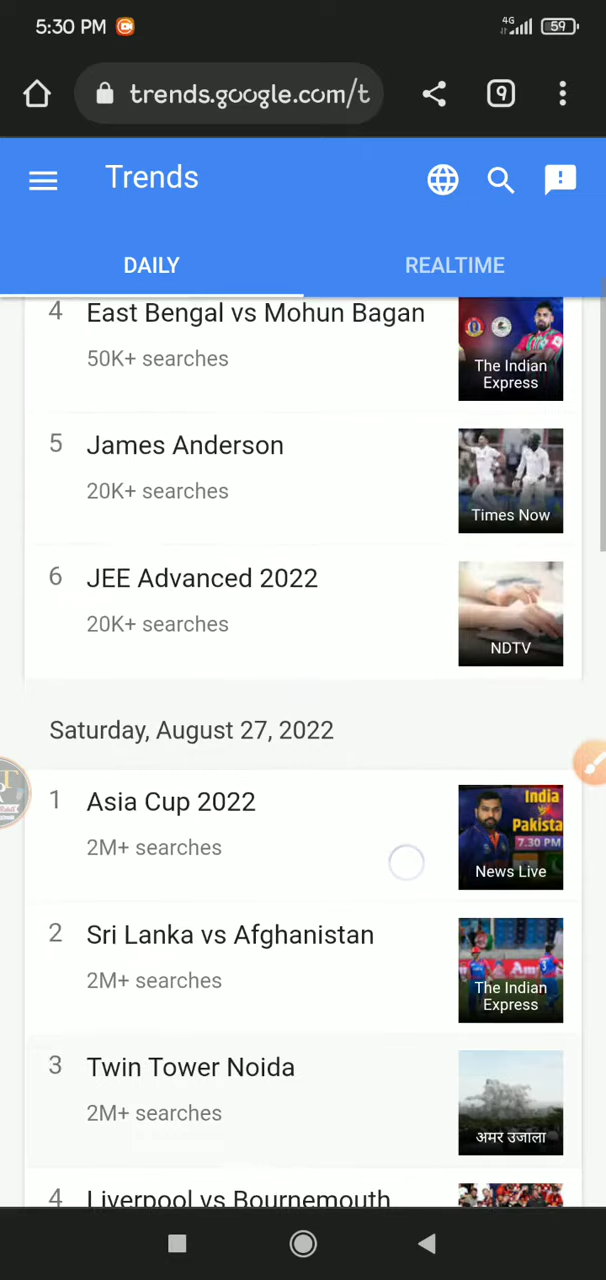 5:30 PM
4G
59
trends.google.com/t
9
Trends
DAILY
REALTIME
4
East Bengal vs Mohun Bagan
50K+ searches
The Indian
Express
5
James Anderson
20K+ searches
Times Now
6
JEE Advanced 2022
20K+ searches
NDTV
Saturday, August 27, 2022
1
Asia Cup 2022
2M+ searches
India
Pakista
7.30 PM
News Live
2
Sri Lanka vs Afghanistan
2M+ searches
The Indian
Express
3
Twin Tower Noida
2M+ searches
अमर उजाला
4
Liverpool vs Bournemouth